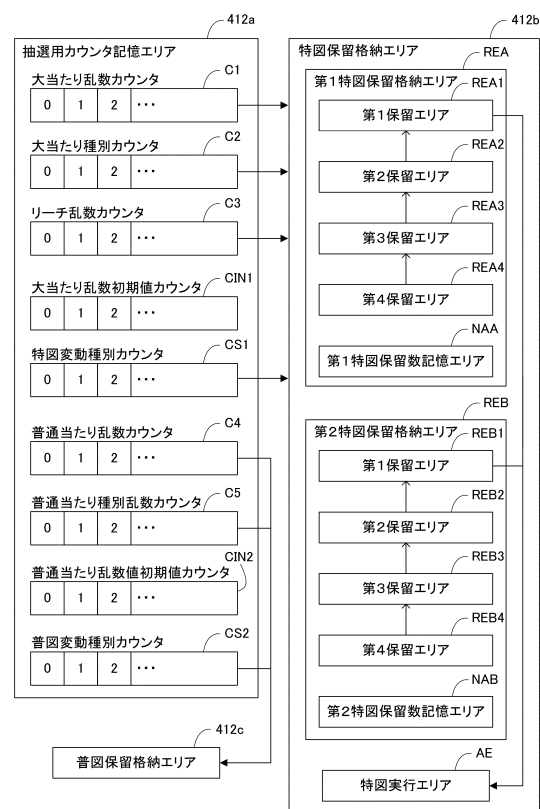 412a
抽選用カウンタ記憶エリア
大当たり乱数カウンタ
C1
0 1 2 ・・・
大当たり種別カウンタ
C2
0 1 2 ・・・
リーチ乱数カウンタ
C3
0 1 2 ・・・
大当たり乱数初期値カウンタ
CIN1
0 1 2 ・・・
特図変動種別カウンタ
CS1
0 1 2 ・・・
普通当たり乱数カウンタ
C4
0 1 2 ・・・
普通当たり種別乱数カウンタ
C5
0 1 2 ・・・
普通当たり乱数値初期値カウンタ
CIN2
0 1 2 ・・・
普図変動種別カウンタ
CS2
0 1 2 ・・・
412c
普図保留格納エリア
412b
特図保留格納エリア
REA
第1特図保留格納エリア
REA1
第1保留エリア
REA2
第2保留エリア
REA3
第3保留エリア
REA4
第4保留エリア
NAA
第1特図保留数記憶エリア
REB
第2特図保留格納エリア
REB1
第1保留エリア
REB2
第2保留エリア
REB3
第3保留エリア
REB4
第4保留エリア
NAB
第2特図保留数記憶エリア
AE
特図実行エリア